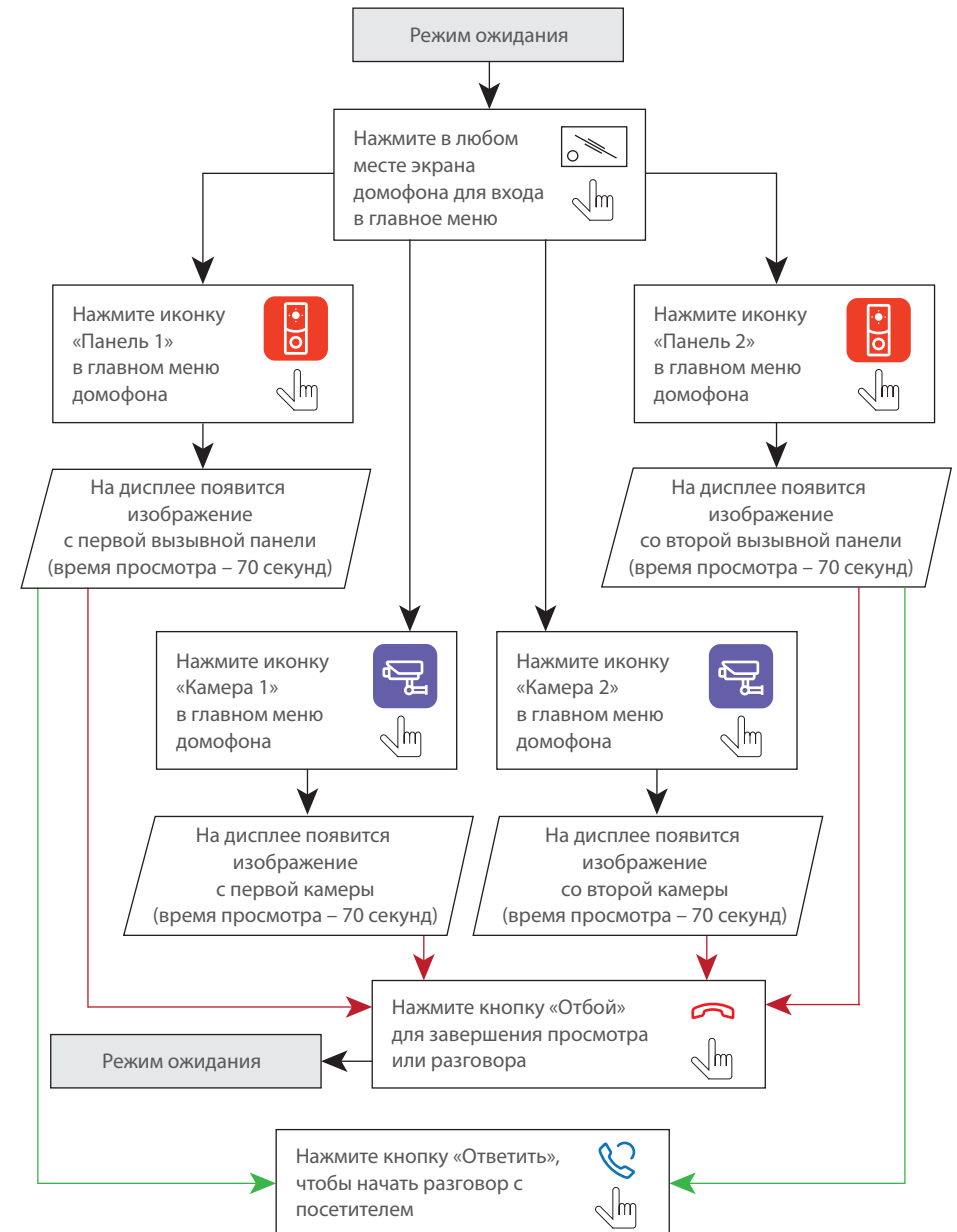 Режим ожидания
Нажмите в любом
месте экрана
домофона для входа
в главное меню
Нажмите иконку
«Панель 1»
в главном меню
домофона
Нажмите иконку
«Панель 2»
в главном меню
домофона
На дисплее появится
изображение
с первой вызывной панели
(время просмотра – 70 секунд)
На дисплее появится
изображение
со второй вызывной панели
(время просмотра – 70 секунд)
Нажмите иконку
«Камера 1»
в главном меню
домофона
Нажмите иконку
«Камера 2»
в главном меню
домофона
На дисплее появится
изображение
с первой камеры
(время просмотра – 70 секунд)
На дисплее появится
изображение
со второй камеры
(время просмотра – 70 секунд)
Нажмите кнопку «Отбой»
для завершения просмотра
или разговора
Режим ожидания
Нажмите кнопку «Ответить»,
чтобы начать разговор с
посетителем